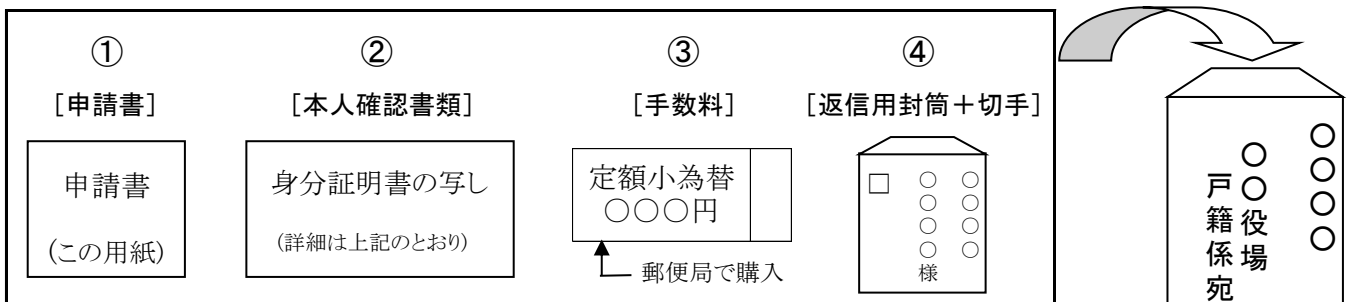 ①
[申請書]
申請書
(この用紙)
②
[本人確認書類]
身分証明書の写し
(詳細は上記のとおり)
③
[手数料]
定額小為替
○○○円
郵便局で購入
④
[返信用封筒+切手]
○○○○
○○○○様
○○○○
○○役場
戸籍係宛